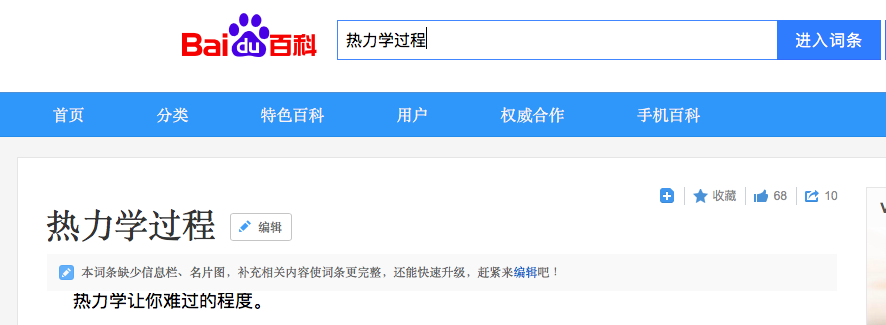 Bai du 百科 热力学过程 进入词条
首页 分类 特色百科 用户 权威合作 手机百科
收藏 68 10
热力学过程 编辑
本词条缺少信息栏、名片图，补充相关内容使词条更完整，还能快速升级，赶紧来编辑吧！
热力学让你难过的程度。